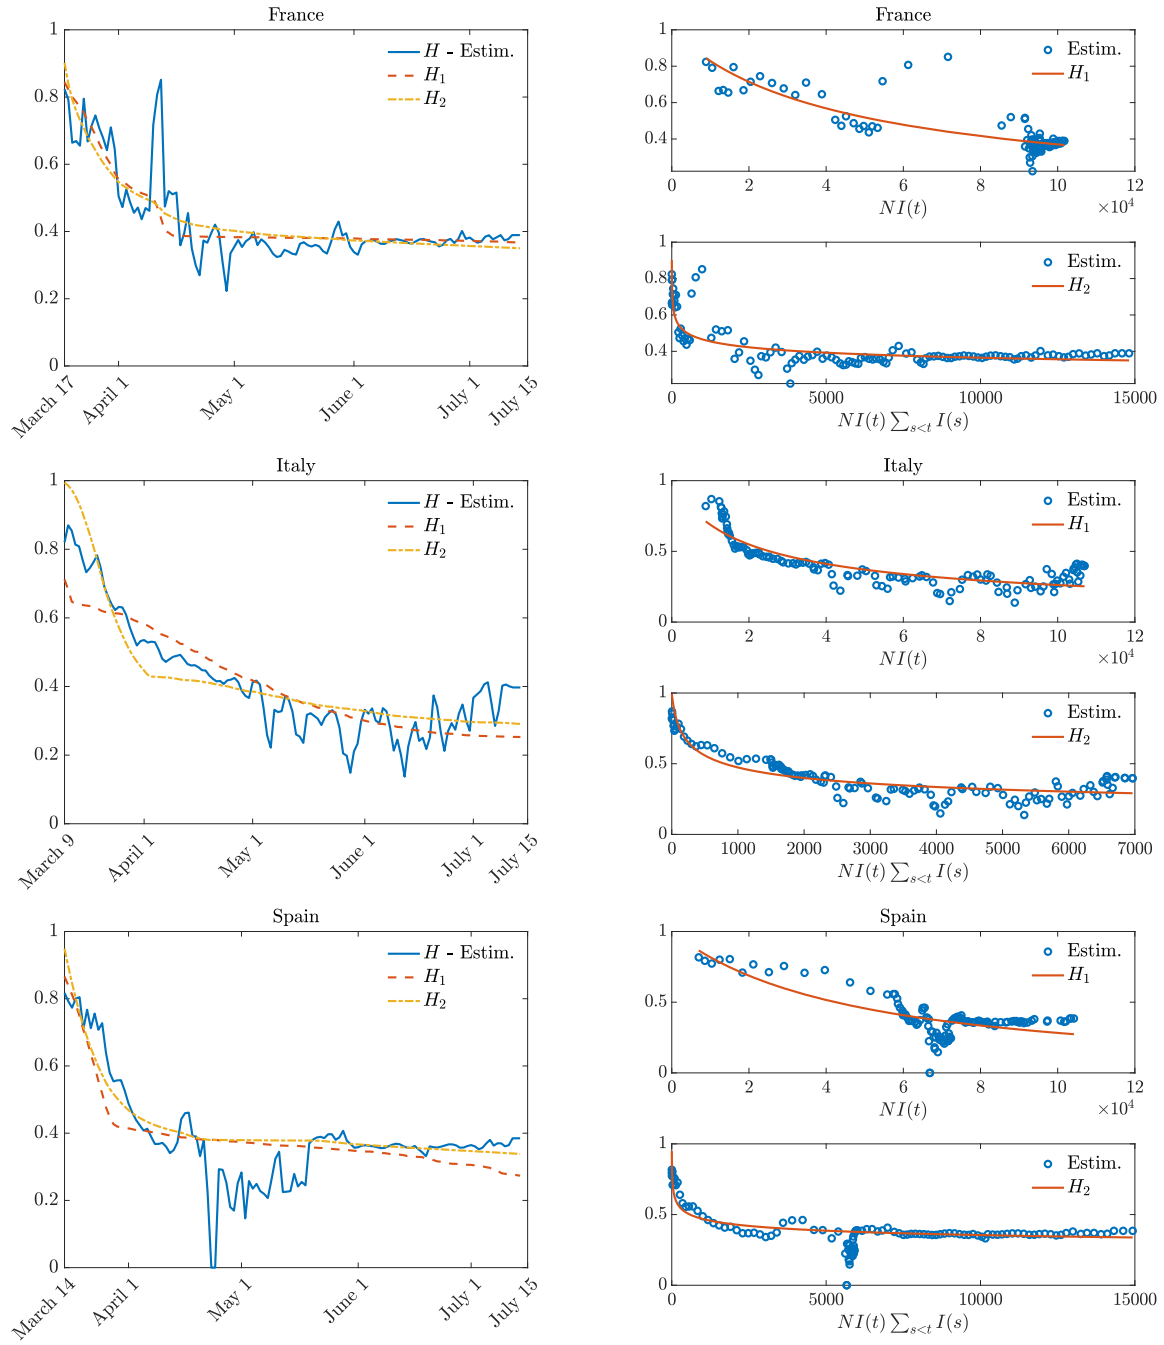 France
1
0.8
0.6
0.4
0.2
0
H - Estim.
H₁
H₂
March 17
April 1
May 1
June 1
July 1
July 15
France
1
0.8
0.6
0.4
Estim.
H₁
0 2 4 6 8 10 12
NI(t)
×10⁴
1
0.8
0.4
Estim.
H₂
0 5000 10000 15000
NI(t) ∑ₛ<ₜ I(s)
Italy
1
0.8
0.6
0.4
0.2
0
H - Estim.
H₁
H₂
March 9
April 1
May 1
June 1
July 1
July 15
Italy
1
0.5
0
Estim.
H₁
0 2 4 6 8 10 12
NI(t)
×10⁴
1
0.5
0
Estim.
H₂
0 1000 2000 3000 4000 5000 6000 7000
NI(t) ∑ₛ<ₜ I(s)
Spain
1
0.8
0.6
0.4
0.2
0
H - Estim.
H₁
H₂
March 14
April 1
May 1
June 1
July 1
July 15
Spain
1
0.5
0
Estim.
H₁
0 2 4 6 8 10 12
NI(t)
×10⁴
1
0.5
0
Estim.
H₂
0 5000 10000 15000
NI(t) ∑ₛ<ₜ I(s)